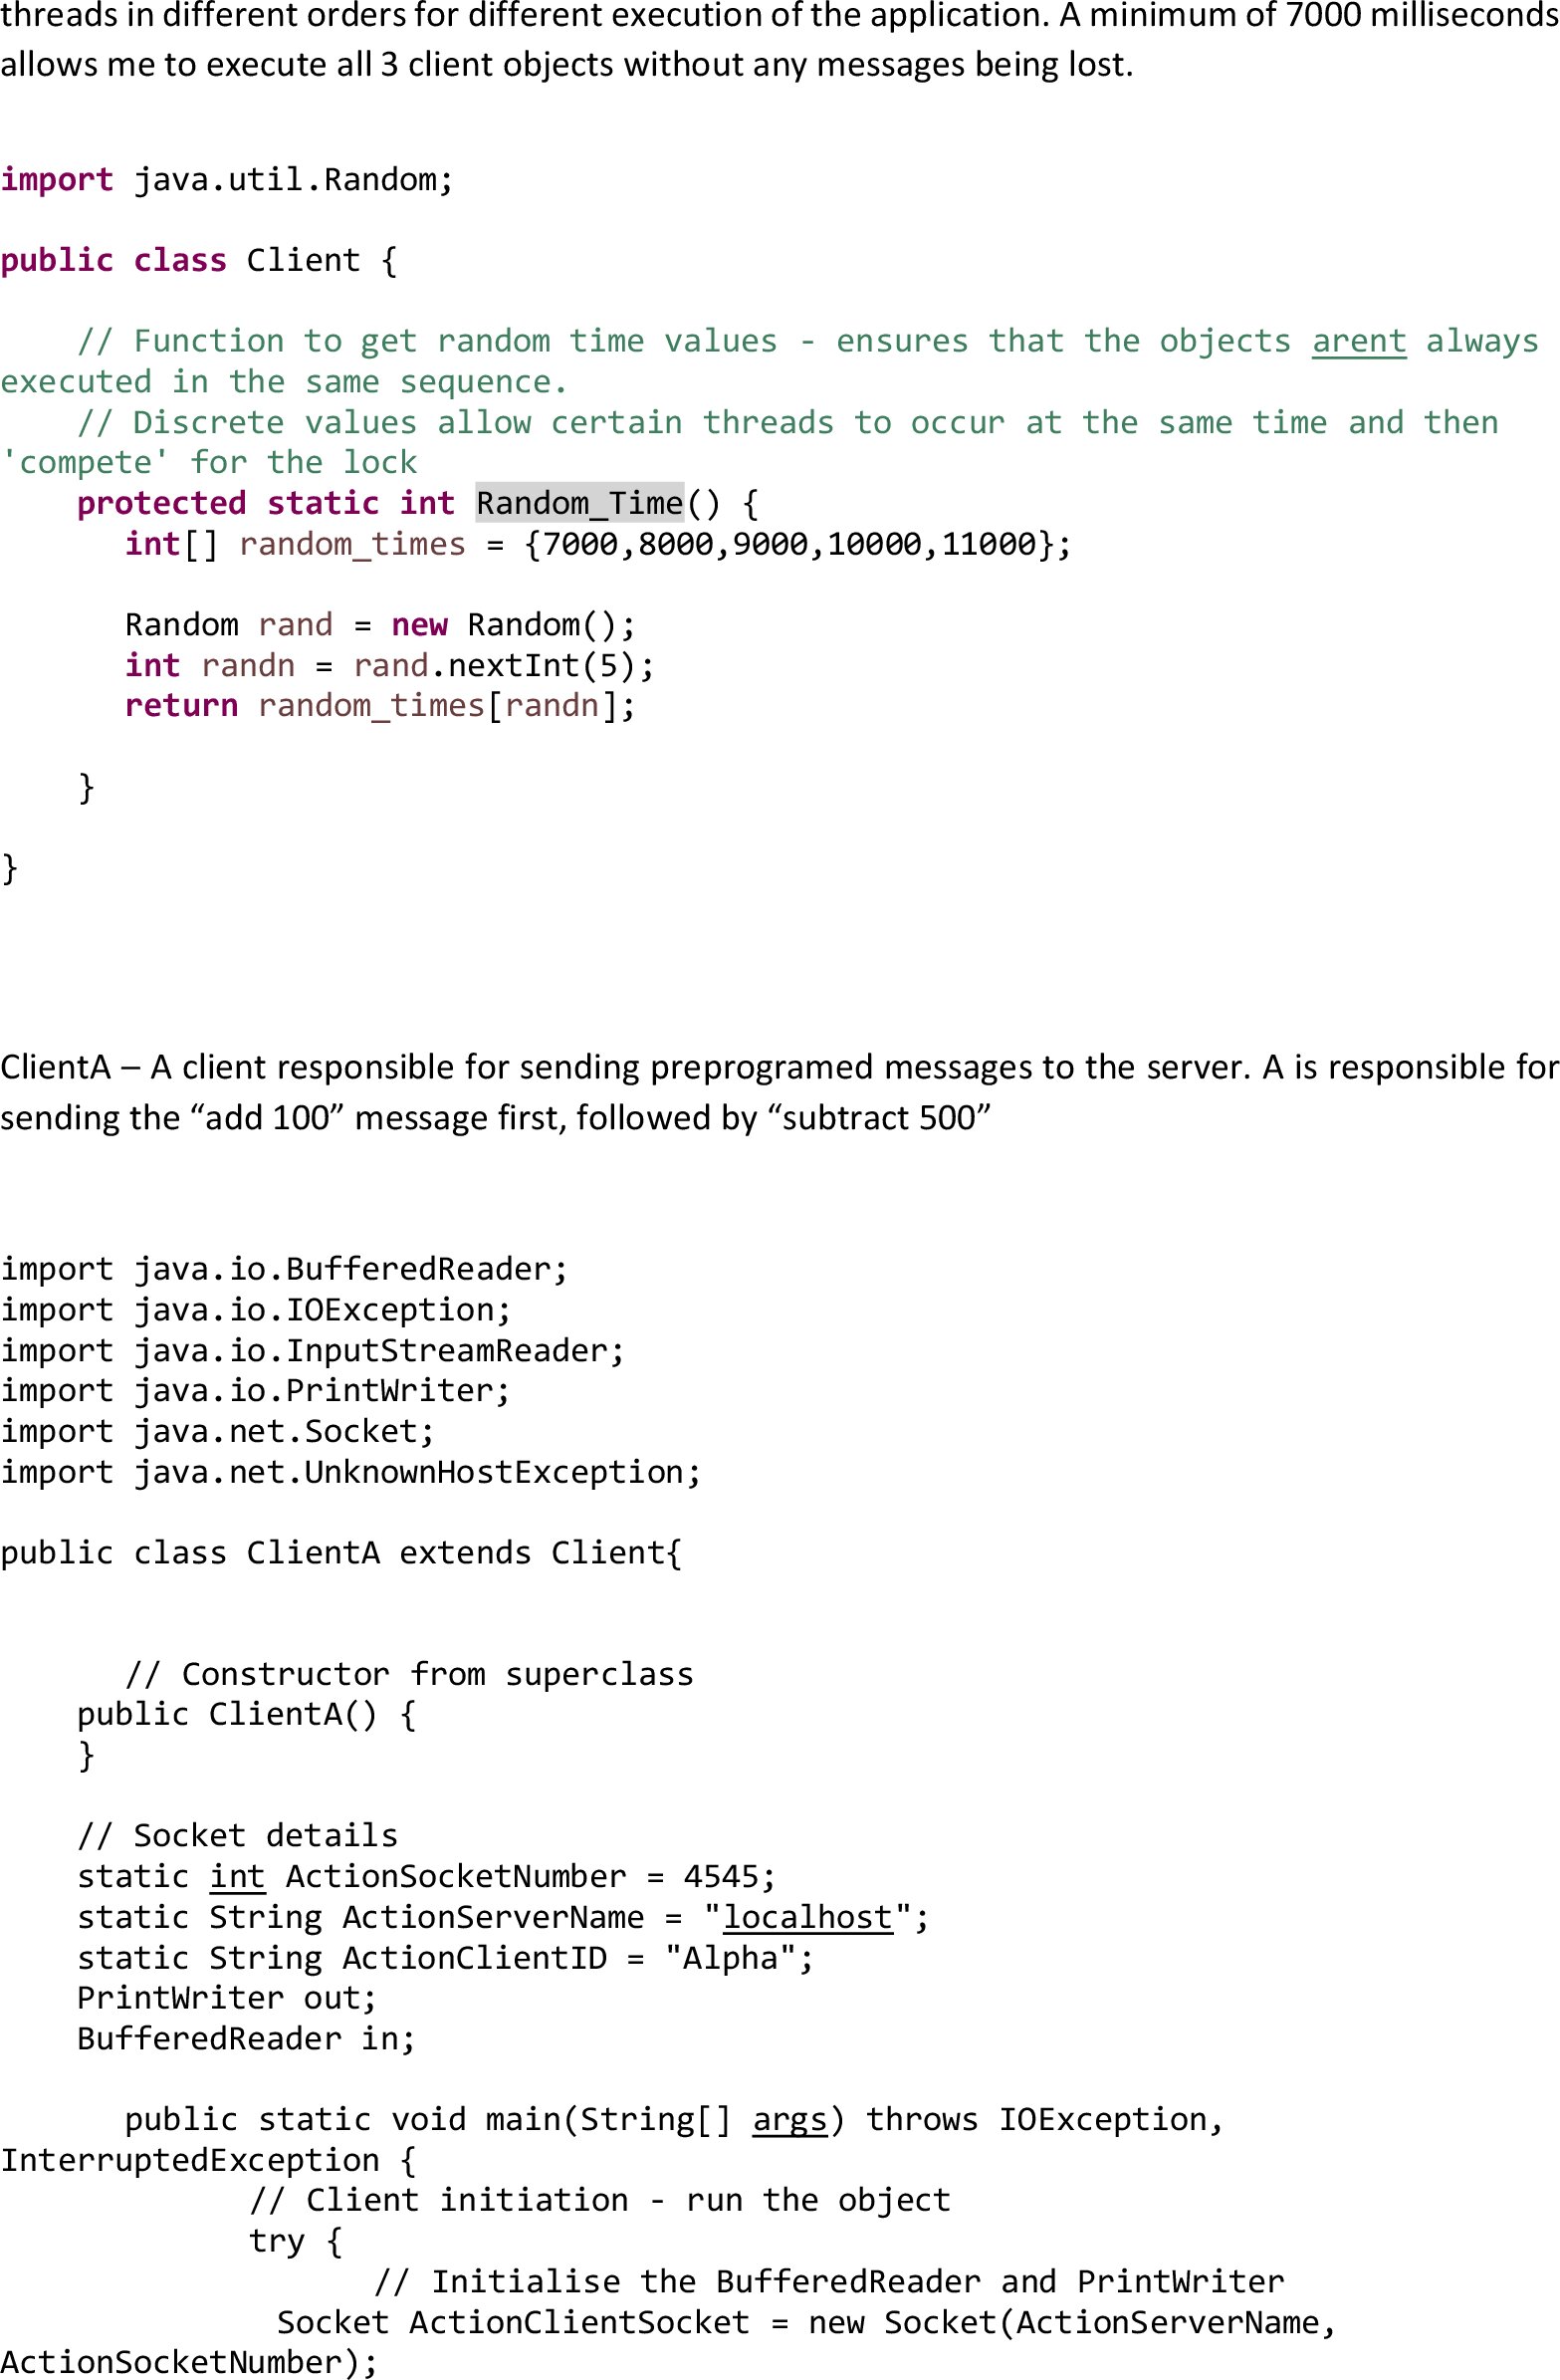 threads in different orders for different execution of the application. A minimum of 7000 milliseconds
allows me to execute all 3 client objects without any messages being lost.
import java.util.Random;
public class Client {
// Function to get random time values - ensures that the objects arent always
executed in the same sequence.
// Discrete values allow certain threads to occur at the same time and then
'compete' for the lock
protected static int Random_Time() {
int[] random_times = {7000,8000,9000,10000,11000};
Random rand = new Random();
int randn = rand.nextInt(5);
return random_times[randn];
}
}
ClientA – A client responsible for sending preprogramed messages to the server. A is responsible for
sending the “add 100” message first, followed by “subtract 500”
import java.io.BufferedReader;
import java.io.IOException;
import java.io.InputStreamReader;
import java.io.PrintWriter;
import java.net.Socket;
import java.net.UnknownHostException;
public class ClientA extends Client{
// Constructor from superclass
public ClientA() {
}
// Socket details
static int ActionSocketNumber = 4545;
static String ActionServerName = "localhost";
static String ActionClientID = "Alpha";
PrintWriter out;
BufferedReader in;
public static void main(String[] args) throws IOException,
InterruptedException {
// Client initiation - run the object
try {
// Initialise the BufferedReader and PrintWriter
Socket ActionClientSocket = new Socket(ActionServerName,
ActionSocketNumber);